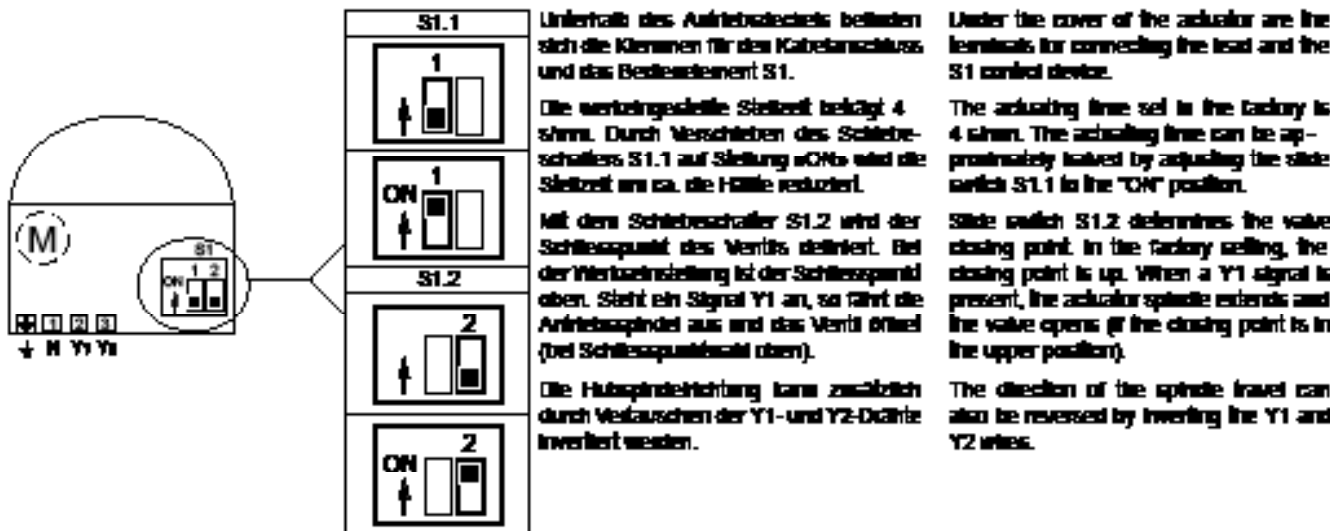 M
S1
1 2
ON
1 2 3
N Y1 Y2
S1.1
1
ON
1
S1.2
2
ON
2
Unterhalb des Antriebsdeckels befinden
sich die Klemmen für den Kabelanschluss
und das Bedienelement S1.
Die werkeingestellte Stellzeit beträgt 4
s/mm. Durch Verschieben des Schiebe-
schalters S1.1 auf Stellung «ON» wird die
Stellzeit um ca. die Hälfte reduziert.
Mit dem Schiebeschalter S1.2 wird der
Schliesspunkt des Ventils definiert. Bei
der Werkseinstellung ist der Schliesspunkt
oben. Steht ein Signal Y1 an, so fährt die
Antriebsspindel aus und das Ventil öffnet
(bei Schliesspunktwahl oben).
Die Hubspindelrichtung kann zusätzlich
durch Vertauschen der Y1- und Y2-Drähte
invertiert werden.
Under the cover of the actuator are the
terminals for connecting the lead and the
S1 control device.
The actuating time set in the factory is
4 s/mm. The actuating time can be ap-
proximately halved by adjusting the slide
switch S1.1 to the "ON" position.
Slide switch S1.2 determines the valve
closing point. In the factory setting, the
closing point is up. When a Y1 signal is
present, the actuator spindle extends and
the valve opens (if the closing point is in
the upper position).
The direction of the spindle travel can
also be reversed by inverting the Y1 and
Y2 wires.